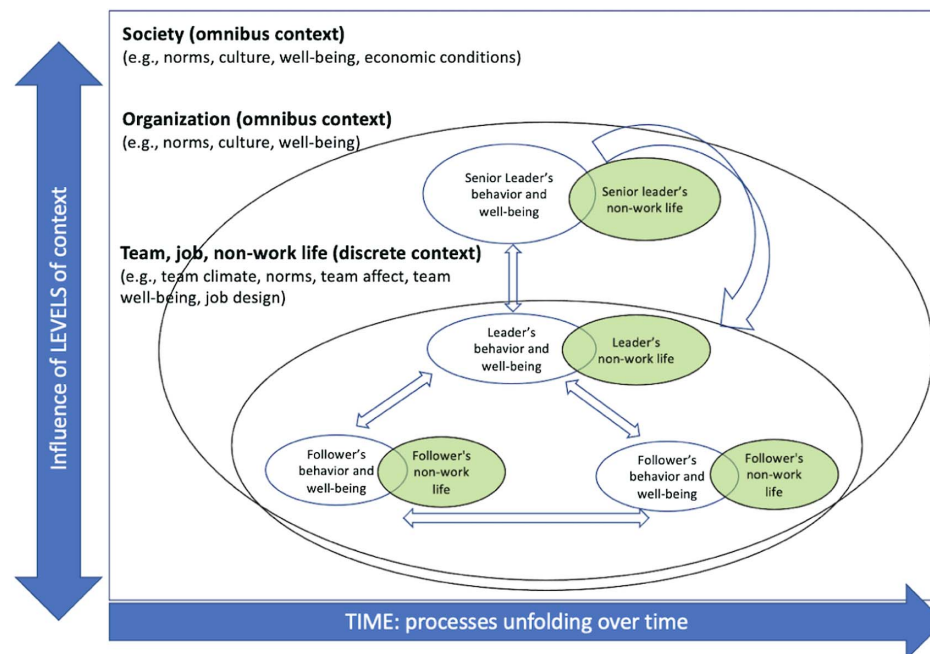 Society (omnibus context)
(e.g., norms, culture, well-being, economic conditions)
Organization (omnibus context)
(e.g., norms, culture, well-being)
Senior Leader's
behavior and
well-being
Senior leader's
non-work life
Team, job, non-work life (discrete context)
(e.g., team climate, norms, team affect, team
well-being, job design)
Leader's
behavior and
well-being
Leader's
non-work life
Follower's
behavior and
well-being
Follower's
non-work
life
Follower's
behavior and
well-being
Follower's
non-work
life
Influence of LEVELS of context
TIME: processes unfolding over time